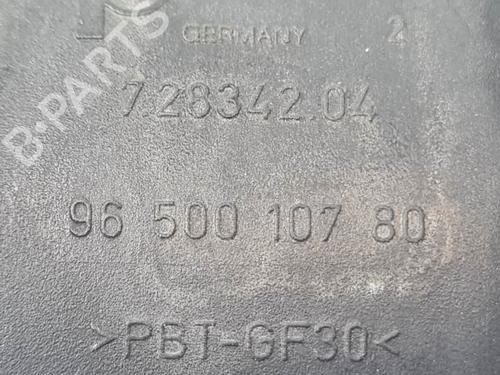 GERMANY 2
7.28342.04
96 500 107 80
>PBT-GF30<
B-PARTS